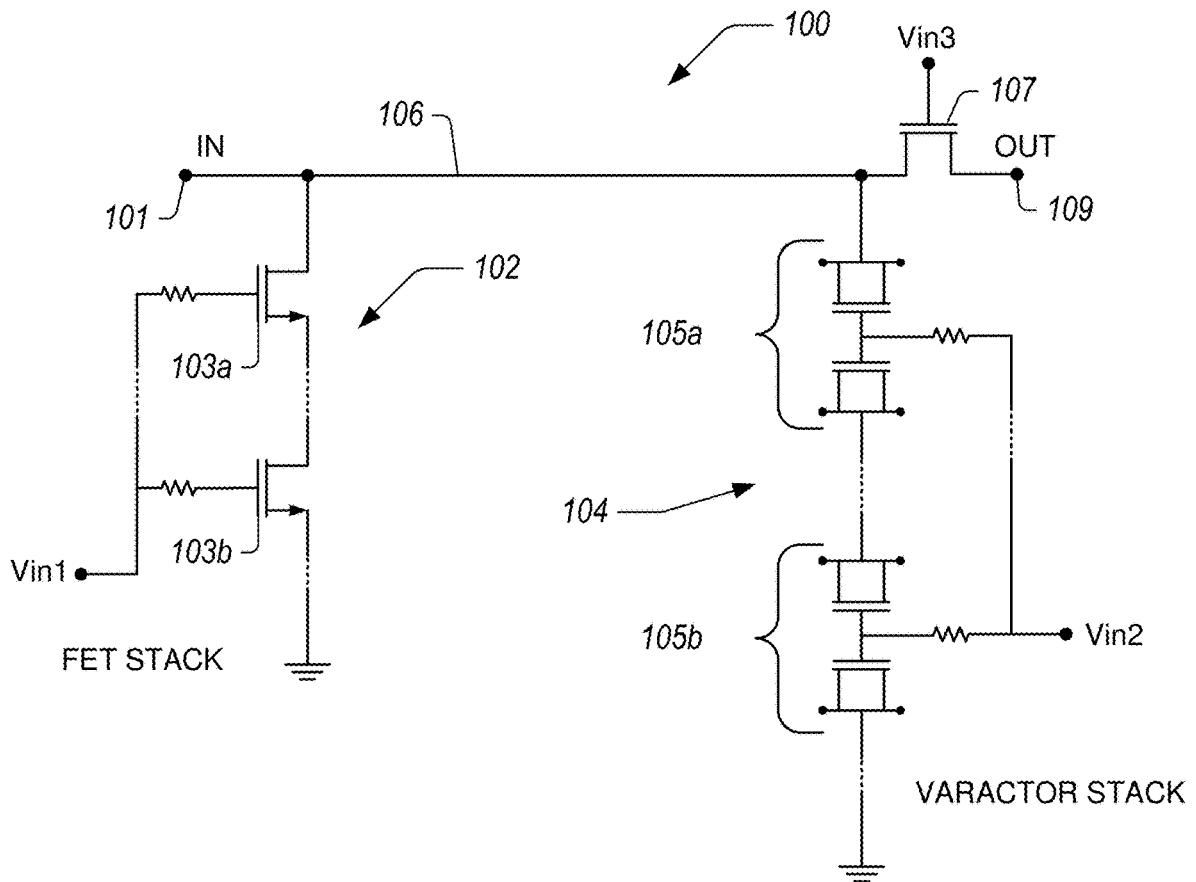 100
Vin3
107
IN
106
OUT
101
109
102
105a
103a
104
103b
Vin1
105b
Vin2
FET STACK
VARACTOR STACK